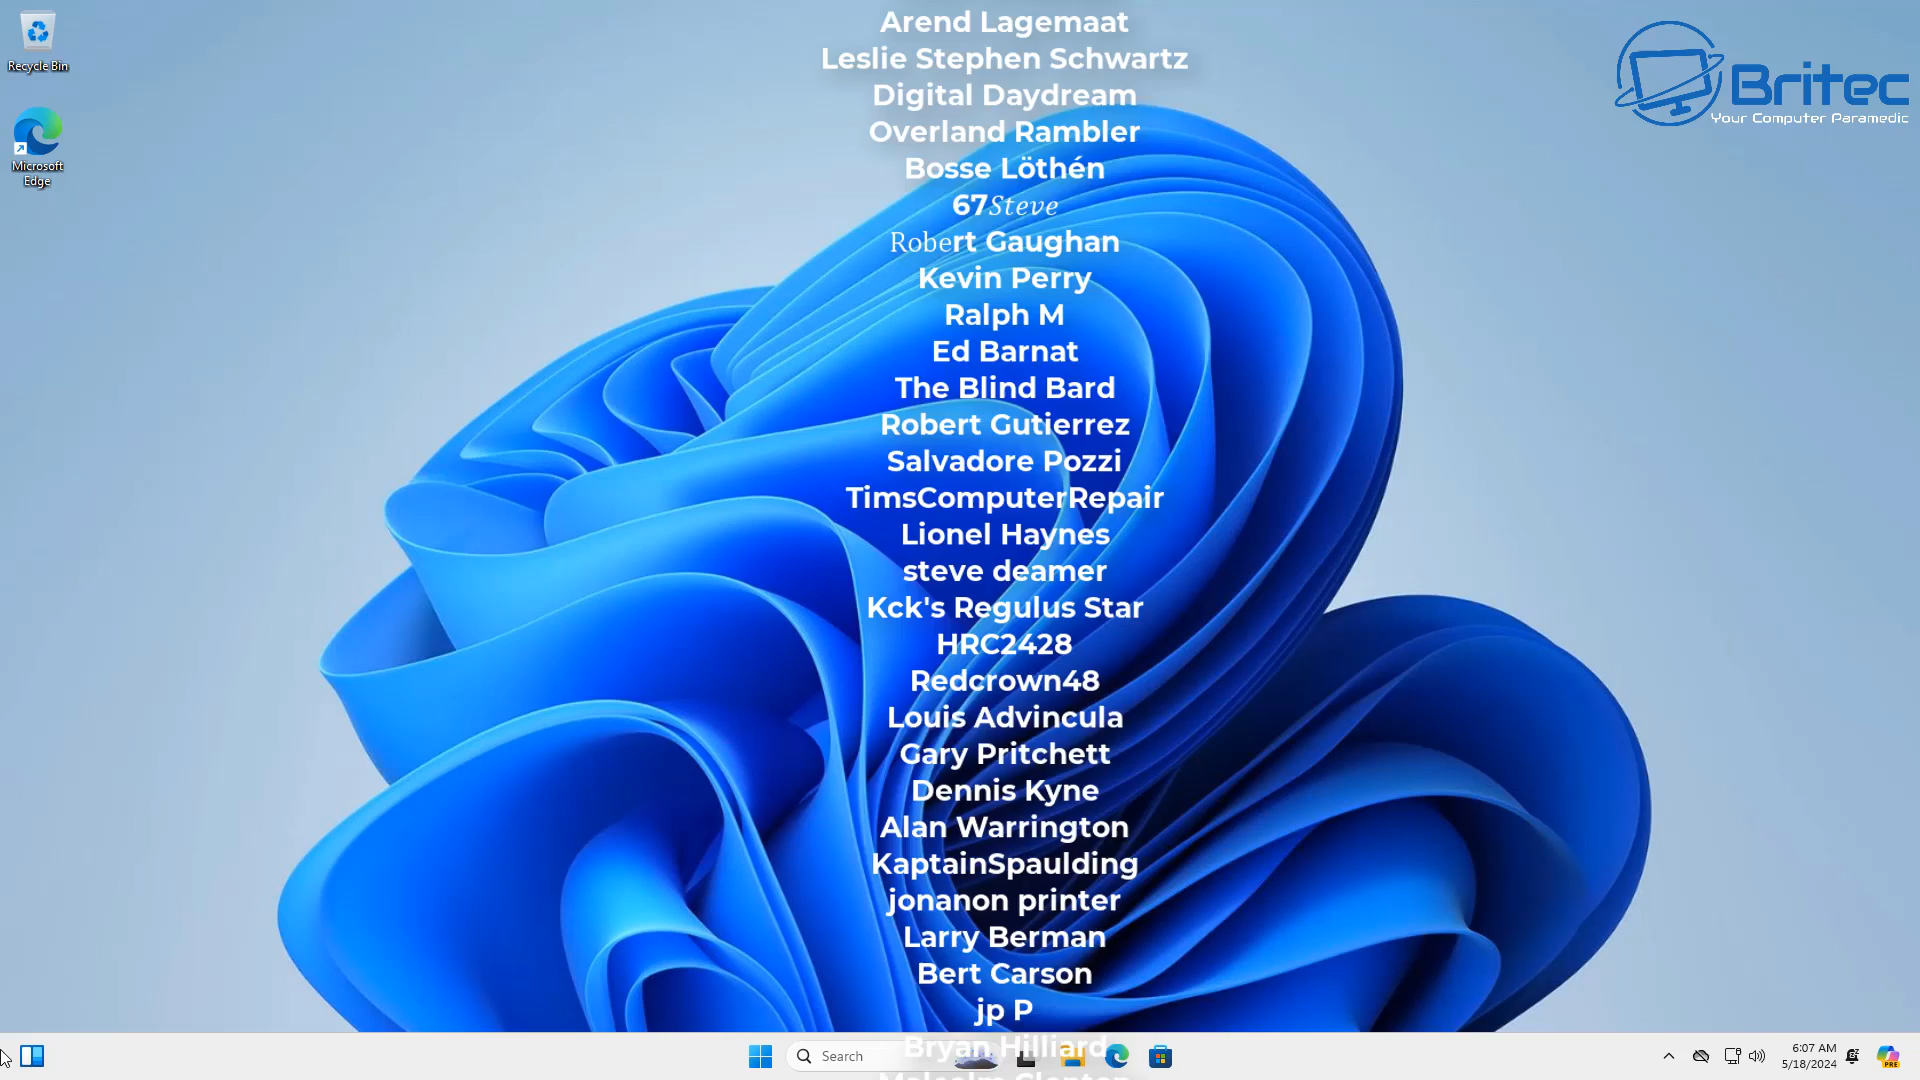 Recycle Bin
Microsoft
Edge
Britec
Your Computer Paramedic
Arend Lagemaat
Leslie Stephen Schwartz
Digital Daydream
Overland Rambler
Bosse Löthén
67𝑆𝑡𝑒𝑣𝑒
Robert Gaughan
Kevin Perry
Ralph M
Ed Barnat
The Blind Bard
Robert Gutierrez
Salvadore Pozzi
TimsComputerRepair
Lionel Haynes
steve deamer
Kck's Regulus Star
HRC2428
Redcrown48
Louis Advincula
Gary Pritchett
Dennis Kyne
Alan Warrington
KaptainSpaulding
jonanon printer
Larry Berman
Bert Carson
jp P
Bryan Hilliard
Search
6:07 AM
5/18/2024
PRE